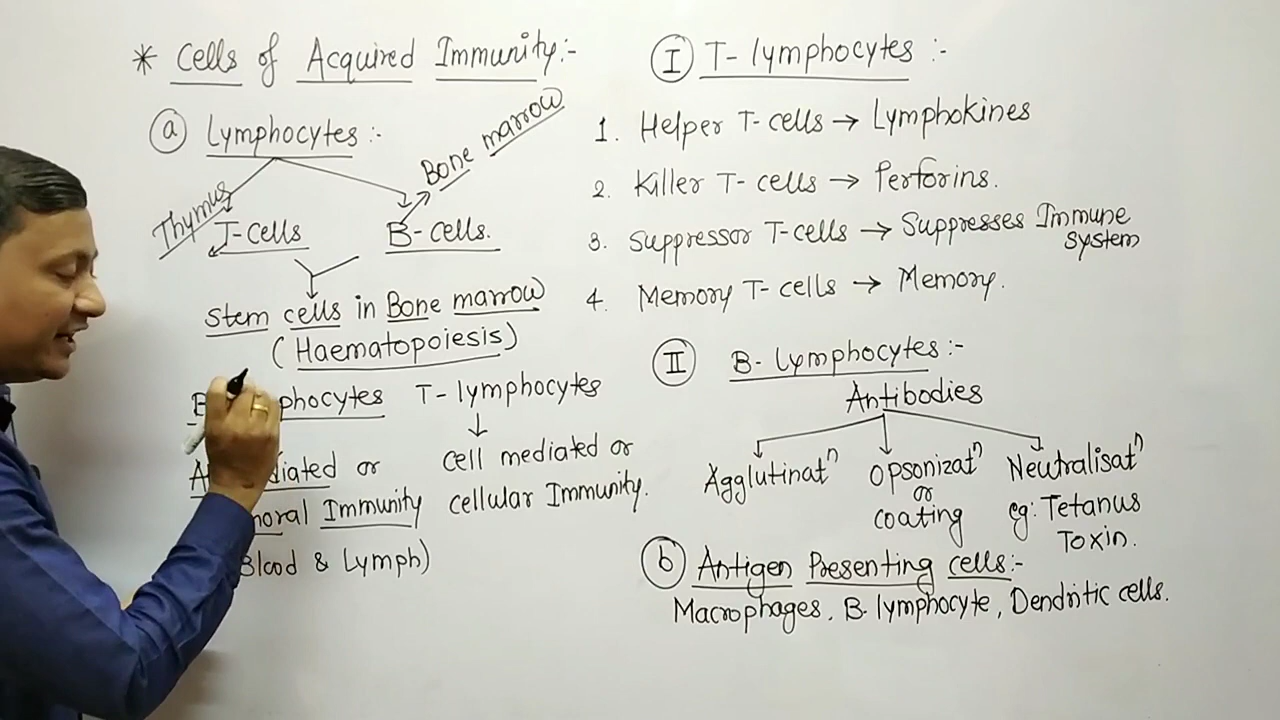 * Cells of Acquired Immunity:-
(a) Lymphocytes:-
Thymus
Bone marrow
T-cells B-cells.
Stem cells in Bone marrow
(Haematopoiesis)
T-lymphocytes
or cell mediated or
Immunity cellular Immunity.
Blood & Lymph)
(I) T-lymphocytes:-
1. Helper T-cells → Lymphokines
2. Killer T-cells → Perforins.
3. Suppressor T-cells → Suppresses Immune
System
4. Memory T-cells → Memory.
(II) B-Lymphocytes:-
Antibodies
Agglutinatⁿ Opsonizatⁿ Neutralisatⁿ
or eg: Tetanus
coating Toxin.
(b) Antigen Presenting cells:-
Macrophages, B-lymphocyte, Dendritic cells.